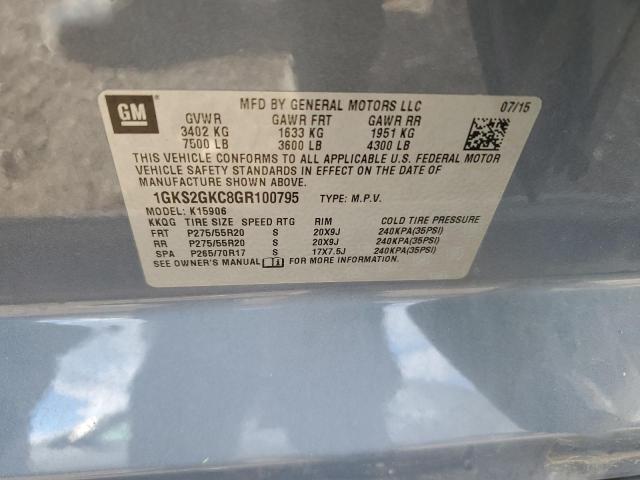 GM
MFD BY GENERAL MOTORS LLC 07/15
GVWR GAWR FRT GAWR RR
3402 KG 1633 KG 1951 KG
7500 LB 3600 LB 4300 LB
THIS VEHICLE CONFORMS TO ALL APPLICABLE U.S. FEDERAL MOTOR
VEHICLE SAFETY STANDARDS IN EFFECT ON THE DATE OF
MANUFACTURE SHOWN ABOVE.
1GKS2GKC8GR100795 TYPE: M.P.V.
MODEL: K15906
KKQG TIRE SIZE SPEED RTG RIM COLD TIRE PRESSURE
FRT P275/55R20 S 20X9J 240KPA(35PSI)
RR P275/55R20 S 20X9J 240KPA(35PSI)
SPA P265/70R17 S 17X7.5J 240KPA(35PSI)
SEE OWNER'S MANUAL FOR MORE INFORMATION.